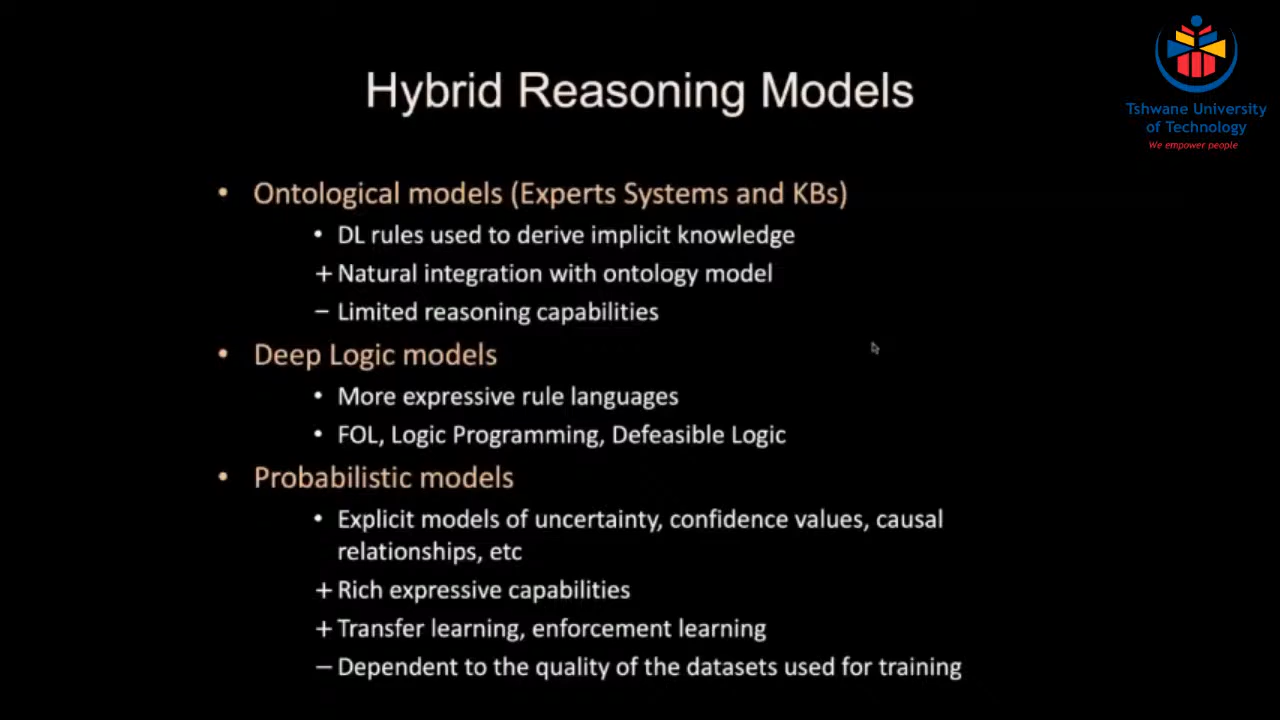 Hybrid Reasoning Models
Tshwane University
of Technology
We empower people
• Ontological models (Experts Systems and KBs)
• DL rules used to derive implicit knowledge
+ Natural integration with ontology model
– Limited reasoning capabilities
• Deep Logic models
• More expressive rule languages
• FOL, Logic Programming, Defeasible Logic
• Probabilistic models
• Explicit models of uncertainty, confidence values, causal
relationships, etc
+ Rich expressive capabilities
+ Transfer learning, enforcement learning
– Dependent to the quality of the datasets used for training